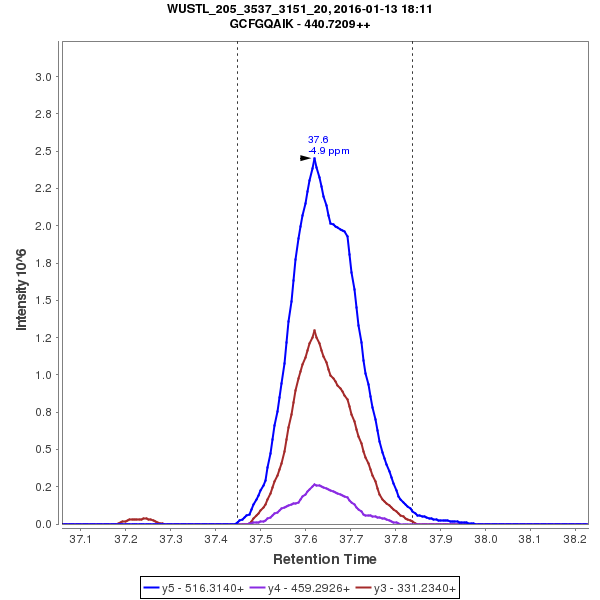 WUSTL_205_3537_3151_20, 2016-01-13 18:11
GCFGQAIK - 440.7209++
3.0
2.8
2.5
2.2
2.0
1.8
1.5
1.2
1.0
0.8
0.5
0.2
0.0
Intensity 10^6
37.6
-4.9 ppm
37.1 37.2 37.3 37.4 37.5 37.6 37.7 37.8 37.9 38.0 38.1 38.2
Retention Time
y5 - 516.3140+ y4 - 459.2926+ y3 - 331.2340+